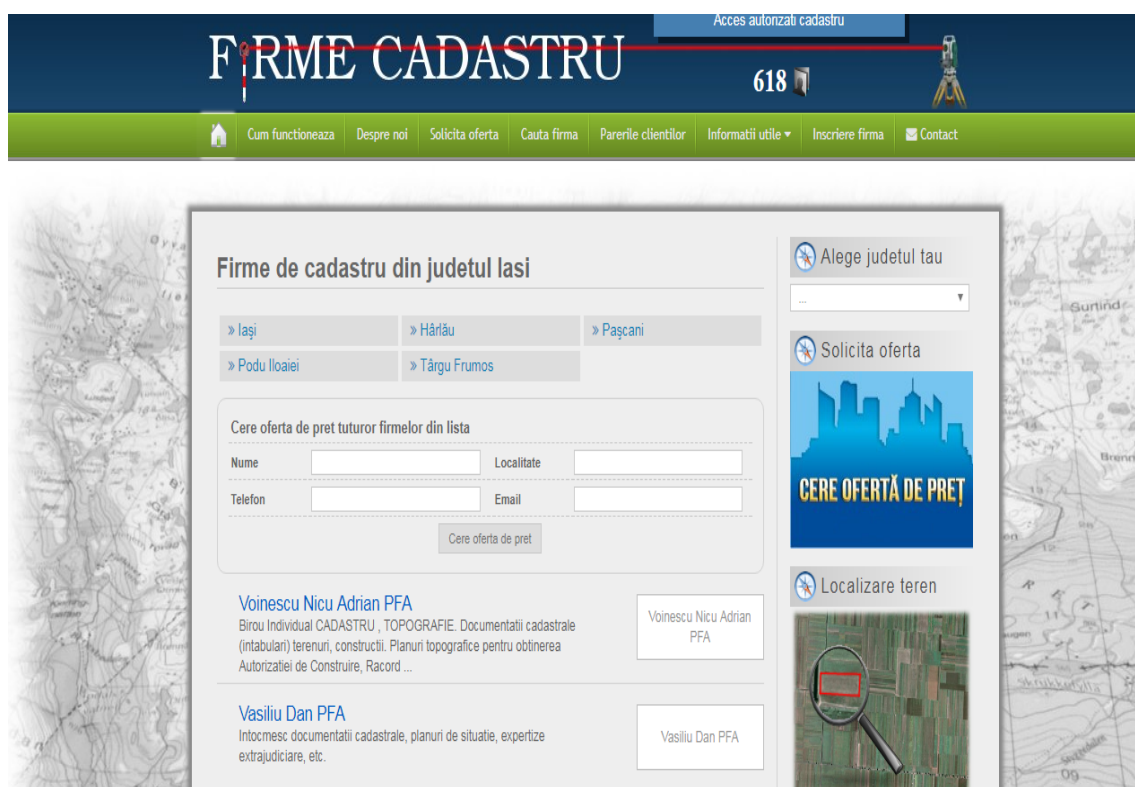 Acces autorizati cadastru
FIRME CADASTRU
618
Cum functioneaza Despre noi Solicita oferta Cauta firma Parerile clientilor Informatii utile ▾ Inscriere firma Contact
Firme de cadastru din judetul Iasi
» Iaşi » Hârlău » Paşcani
» Podu Iloaiei » Târgu Frumos
Cere oferta de pret tuturor firmelor din lista
Nume Localitate
Telefon Email
Cere oferta de pret
Voinescu Nicu Adrian PFA
Birou Individual CADASTRU , TOPOGRAFIE. Documentatii cadastrale
(intabulari) terenuri, constructii. Planuri topografice pentru obtinerea
Autorizatiei de Construire, Racord ...
Voinescu Nicu Adrian
PFA
Vasiliu Dan PFA
Intocmesc documentatii cadastrale, planuri de situatie, expertize
extrajudiciare, etc.
Vasiliu Dan PFA
Alege judetul tau
...
Solicita oferta
CERE OFERTĂ DE PREȚ
Localizare teren